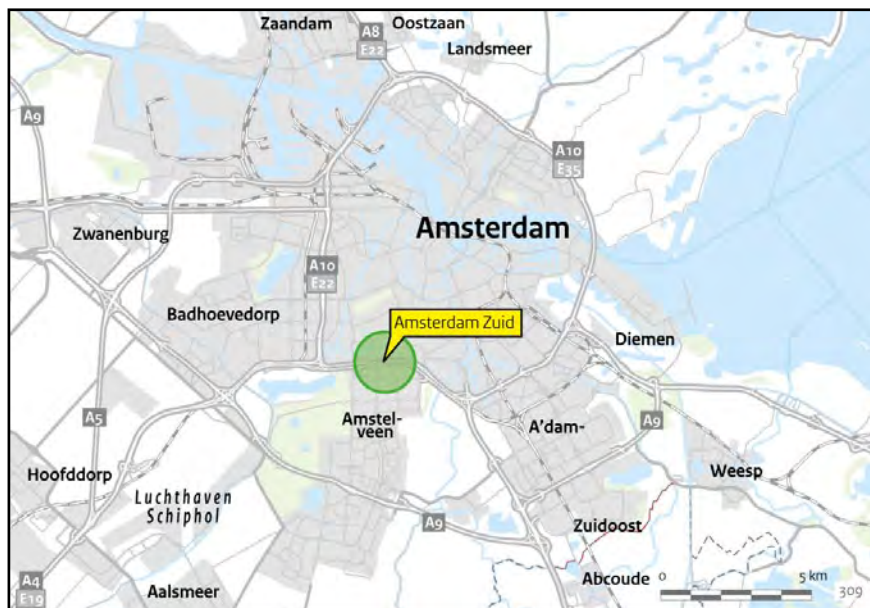 Zaandam
A8
E22
Oostzaan
Landsmeer
A9
A10
E35
Amsterdam
Zwanenburg
A10
E22
Badhoevedorp
Amsterdam Zuid
Diemen
A5
Amstel-
veen
A'dam-
A9
Weesp
Hoofddorp
Luchthaven
Schiphol
A9
Zuidoost
A4
E19
Aalsmeer
Abcoude
0
5 km
309